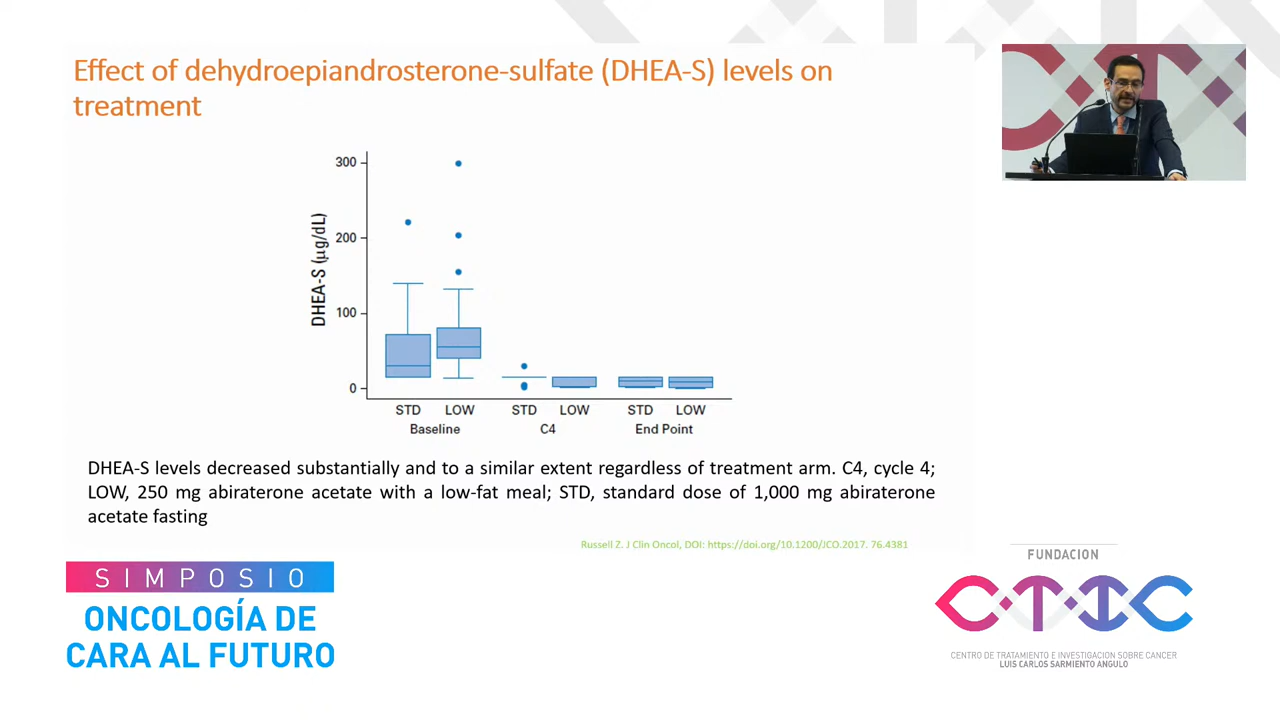 Effect of dehydroepiandrosterone-sulfate (DHEA-S) levels on
treatment
DHEA-S (μg/dL)
300
200
100
0
STD LOW STD LOW STD LOW
Baseline C4 End Point
DHEA-S levels decreased substantially and to a similar extent regardless of treatment arm. C4, cycle 4;
LOW, 250 mg abiraterone acetate with a low-fat meal; STD, standard dose of 1,000 mg abiraterone
acetate fasting
Russell Z. J Clin Oncol, DOI: https://doi.org/10.1200/JCO.2017. 76.4381
SIMPOSIO
ONCOLOGÍA DE
CARA AL FUTURO
FUNDACION
CTIC
CENTRO DE TRATAMIENTO E INVESTIGACION SOBRE CANCER
LUIS CARLOS SARMIENTO ANGULO